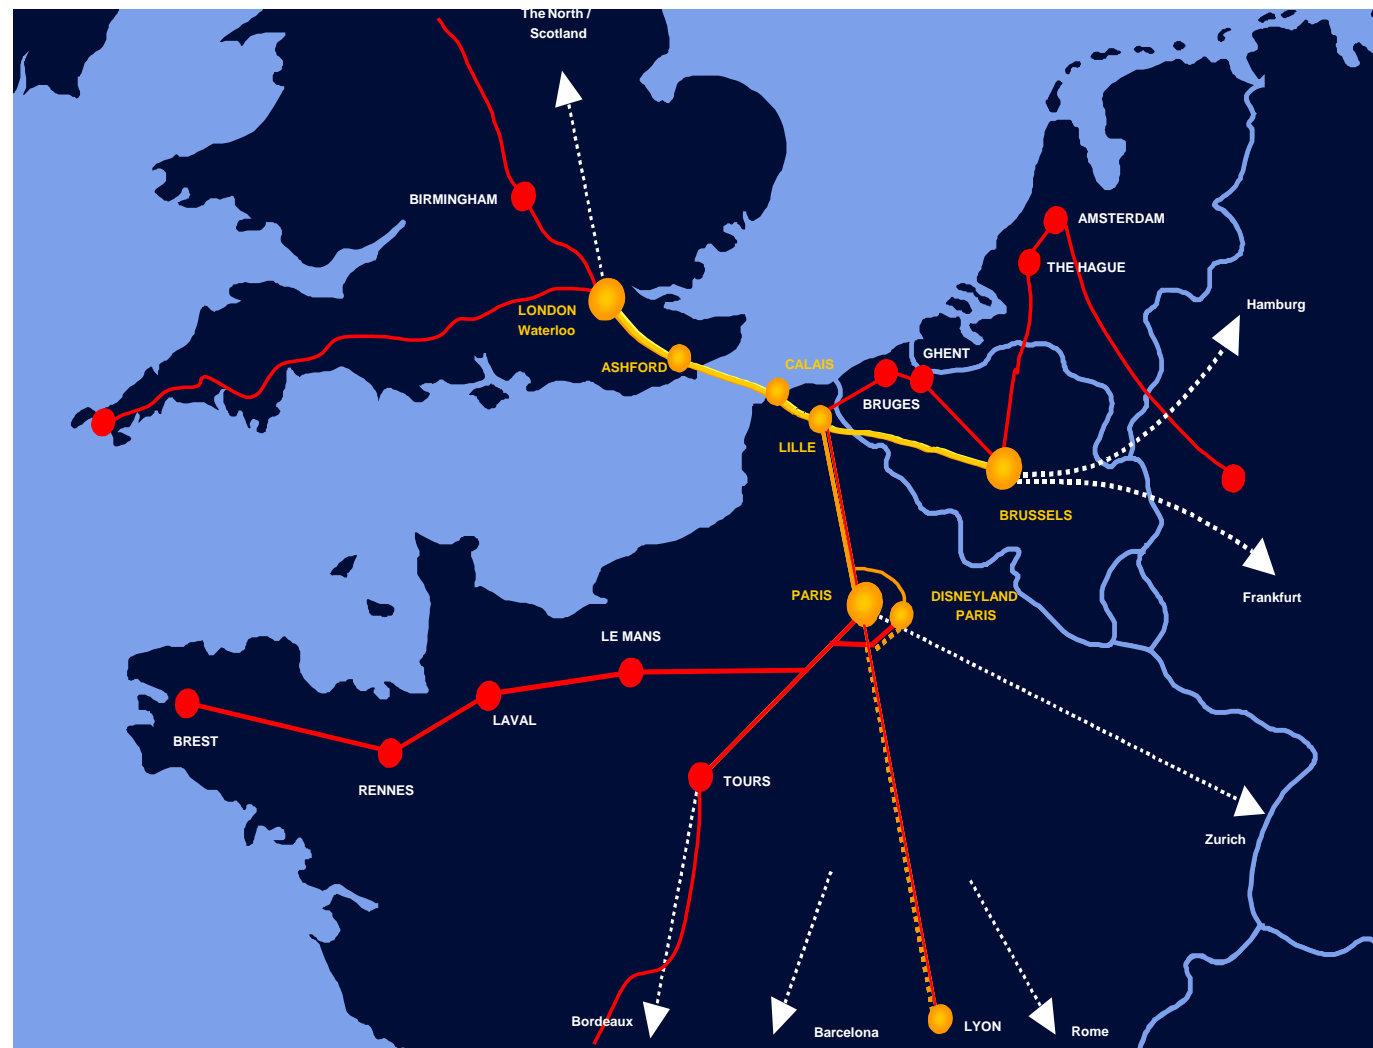 The North /
Scotland
BIRMINGHAM
AMSTERDAM
THE HAGUE
LONDON
Waterloo
Hamburg
GHENT
ASHFORD
CALAIS
BRUGES
LILLE
BRUSSELS
PARIS
DISNEYLAND
PARIS
Frankfurt
LE MANS
LAVAL
BREST
RENNES
TOURS
Zurich
Bordeaux
Barcelona
LYON
Rome